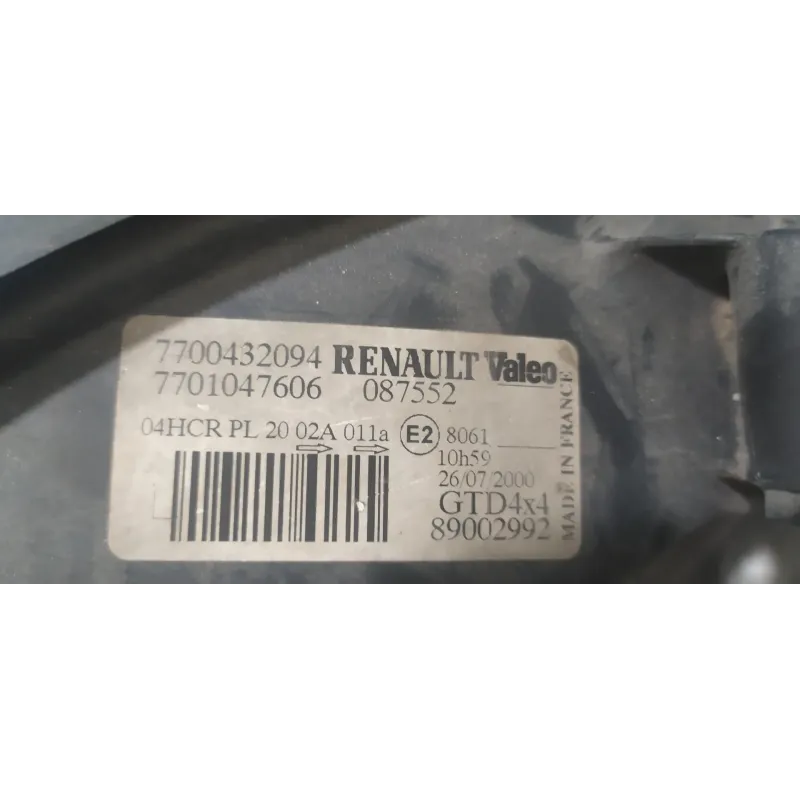 7700432094 RENAULT Valeo
7701047606 087552
04HCR PL 20 02A 011a E2 8061
10h59
26/07/2000
GTD4x4
89002992
MADE IN FRANCE